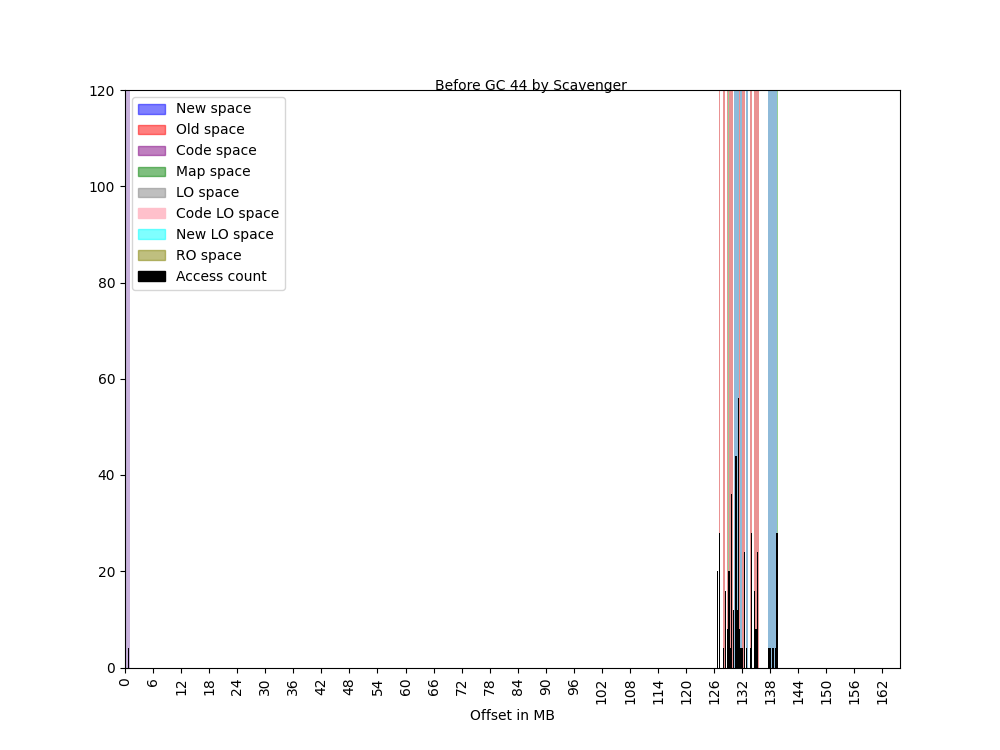 Before GC 44 by Scavenger
120
100
80
60
40
20
0
New space
Old space
Code space
Map space
LO space
Code LO space
New LO space
RO space
Access count
0 6 12 18 24 30 36 42 48 54 60 66 72 78 84 90 96 102 108 114 120 126 132 138 144 150 156 162
Offset in MB